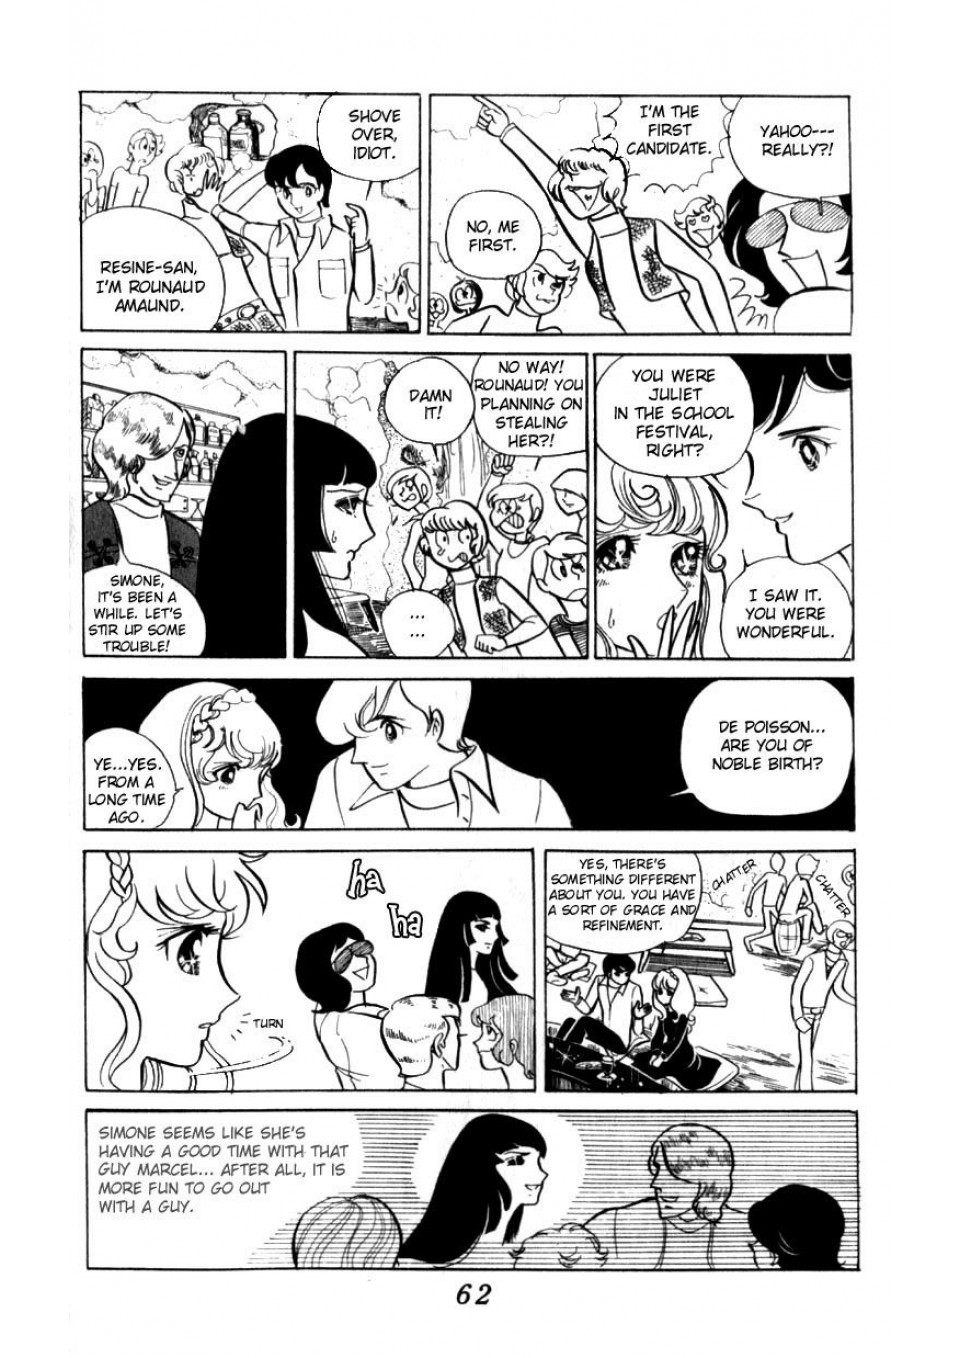 I'M THE
FIRST
CANDIDATE.
YAHOO---
REALLY?!
NO, ME
FIRST.
SHOVE
OVER,
IDIOT.
RESINE-SAN,
I'M ROUNAUD
AMAUND.
YOU WERE
JULIET
IN THE SCHOOL
FESTIVAL,
RIGHT?
I SAW IT.
YOU WERE
WONDERFUL.
NO WAY!
ROUNAUD! YOU
PLANNING ON
STEALING
HER?!
DAMN
IT!
...
...
SIMONE,
IT'S BEEN A
WHILE. LET'S
STIR UP SOME
TROUBLE!
DE POISSON...
ARE YOU OF
NOBLE BIRTH?
YE...YES.
FROM A
LONG TIME
AGO.
YES, THERE'S
SOMETHING DIFFERENT
ABOUT YOU. YOU HAVE
A SORT OF GRACE AND
REFINEMENT.
CHATTER
CHATTER
ha
ha
TURN
SIMONE SEEMS LIKE SHE'S
HAVING A GOOD TIME WITH THAT
GUY MARCEL... AFTER ALL, IT IS
MORE FUN TO GO OUT
WITH A GUY.
62